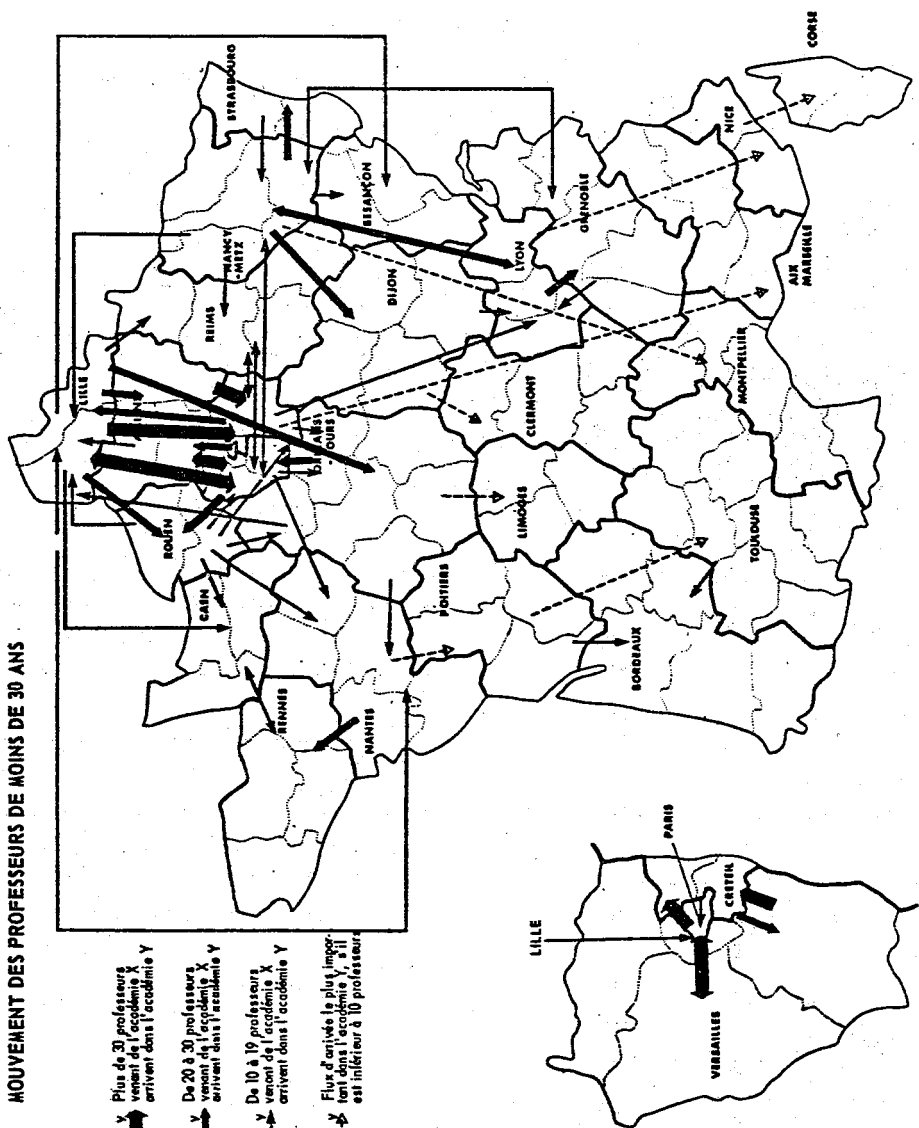 MOUVEMENT DES PROFESSEURS DE MOINS DE 30 ANS
Y
Plus de 30 professeurs
venant de l'académie X
arrivent dans l'académie Y
Y
De 20 à 30 professeurs
venant de l'académie X
arrivent dans l'académie Y
Y
De 10 à 19 professeurs
venant de l'académie X
arrivent dans l'académie Y
Y
Flux d'arrivée le plus impor-
tant dans l'académie Y, s'il
est inférieur à 10 professeurs
LILLE
ROUEN
CAEN
RENNES
NANTES
REIMS
NANCY
-METZ
STRASBOURG
BESANÇON
DIJON
POITIERS
LIMOGES
CLERMONT
LYON
GRENOBLE
BORDEAUX
TOULOUSE
MONTPELLIER
AIX
MARSEILLE
NICE
CORSE
LILLE
PARIS
CRETEIL
VERSAILLES